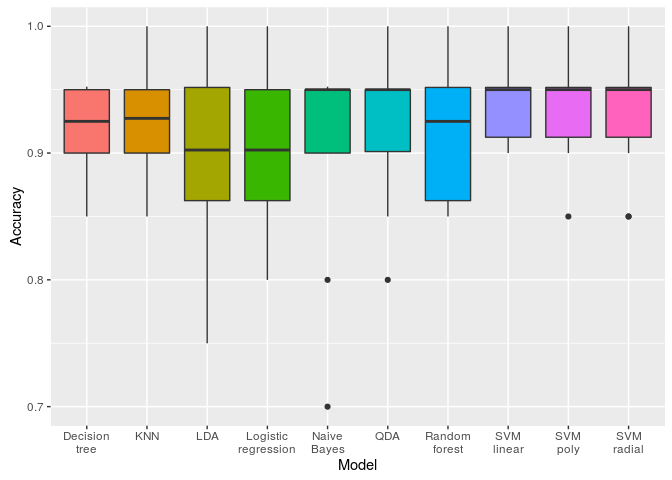 1.0
0.9
0.8
0.7
Accuracy
Decision KNN LDA Logistic Naive QDA Random SVM SVM SVM
tree regression Bayes forest linear poly radial
Model